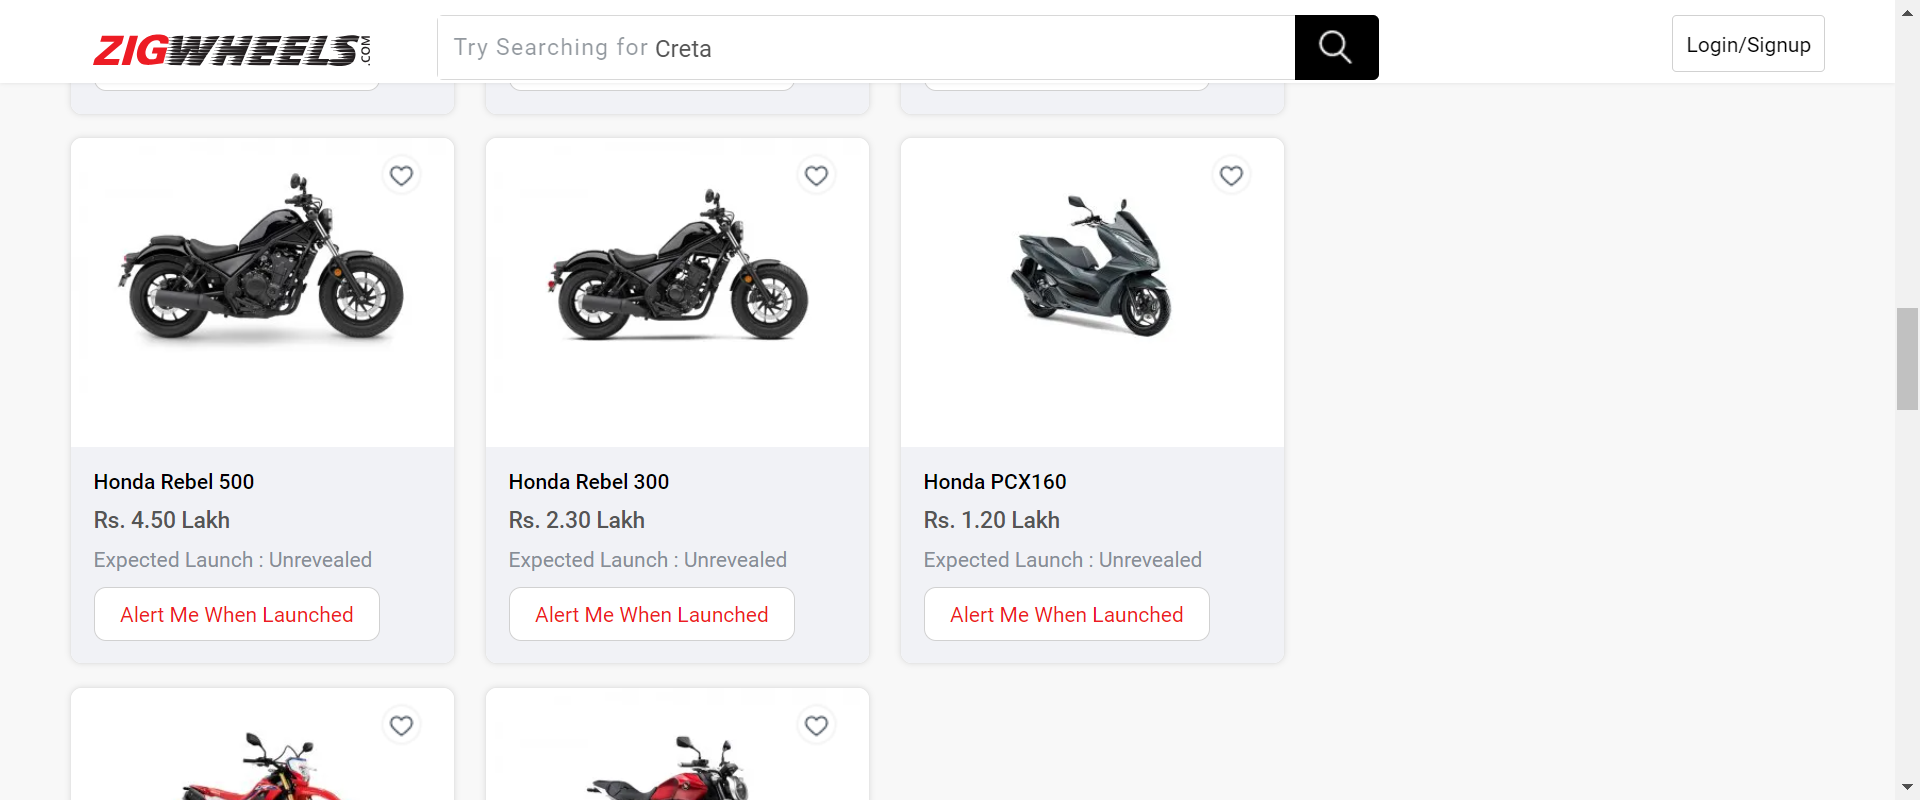 ZIGWHEELS.COM
Try Searching for Creta
Login/Signup
Honda Rebel 500
Rs. 4.50 Lakh
Expected Launch : Unrevealed
Alert Me When Launched
Honda Rebel 300
Rs. 2.30 Lakh
Expected Launch : Unrevealed
Alert Me When Launched
Honda PCX160
Rs. 1.20 Lakh
Expected Launch : Unrevealed
Alert Me When Launched